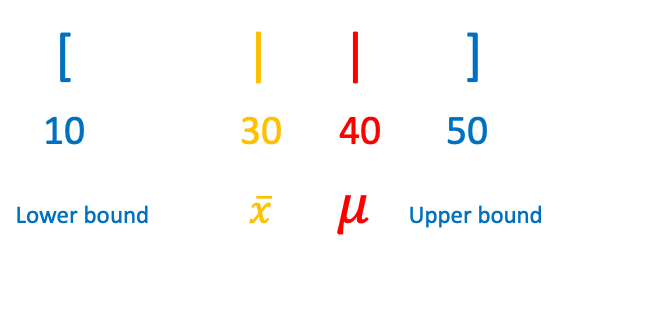 [ | | ]
10 30 40 50
Lower bound x̄ μ Upper bound